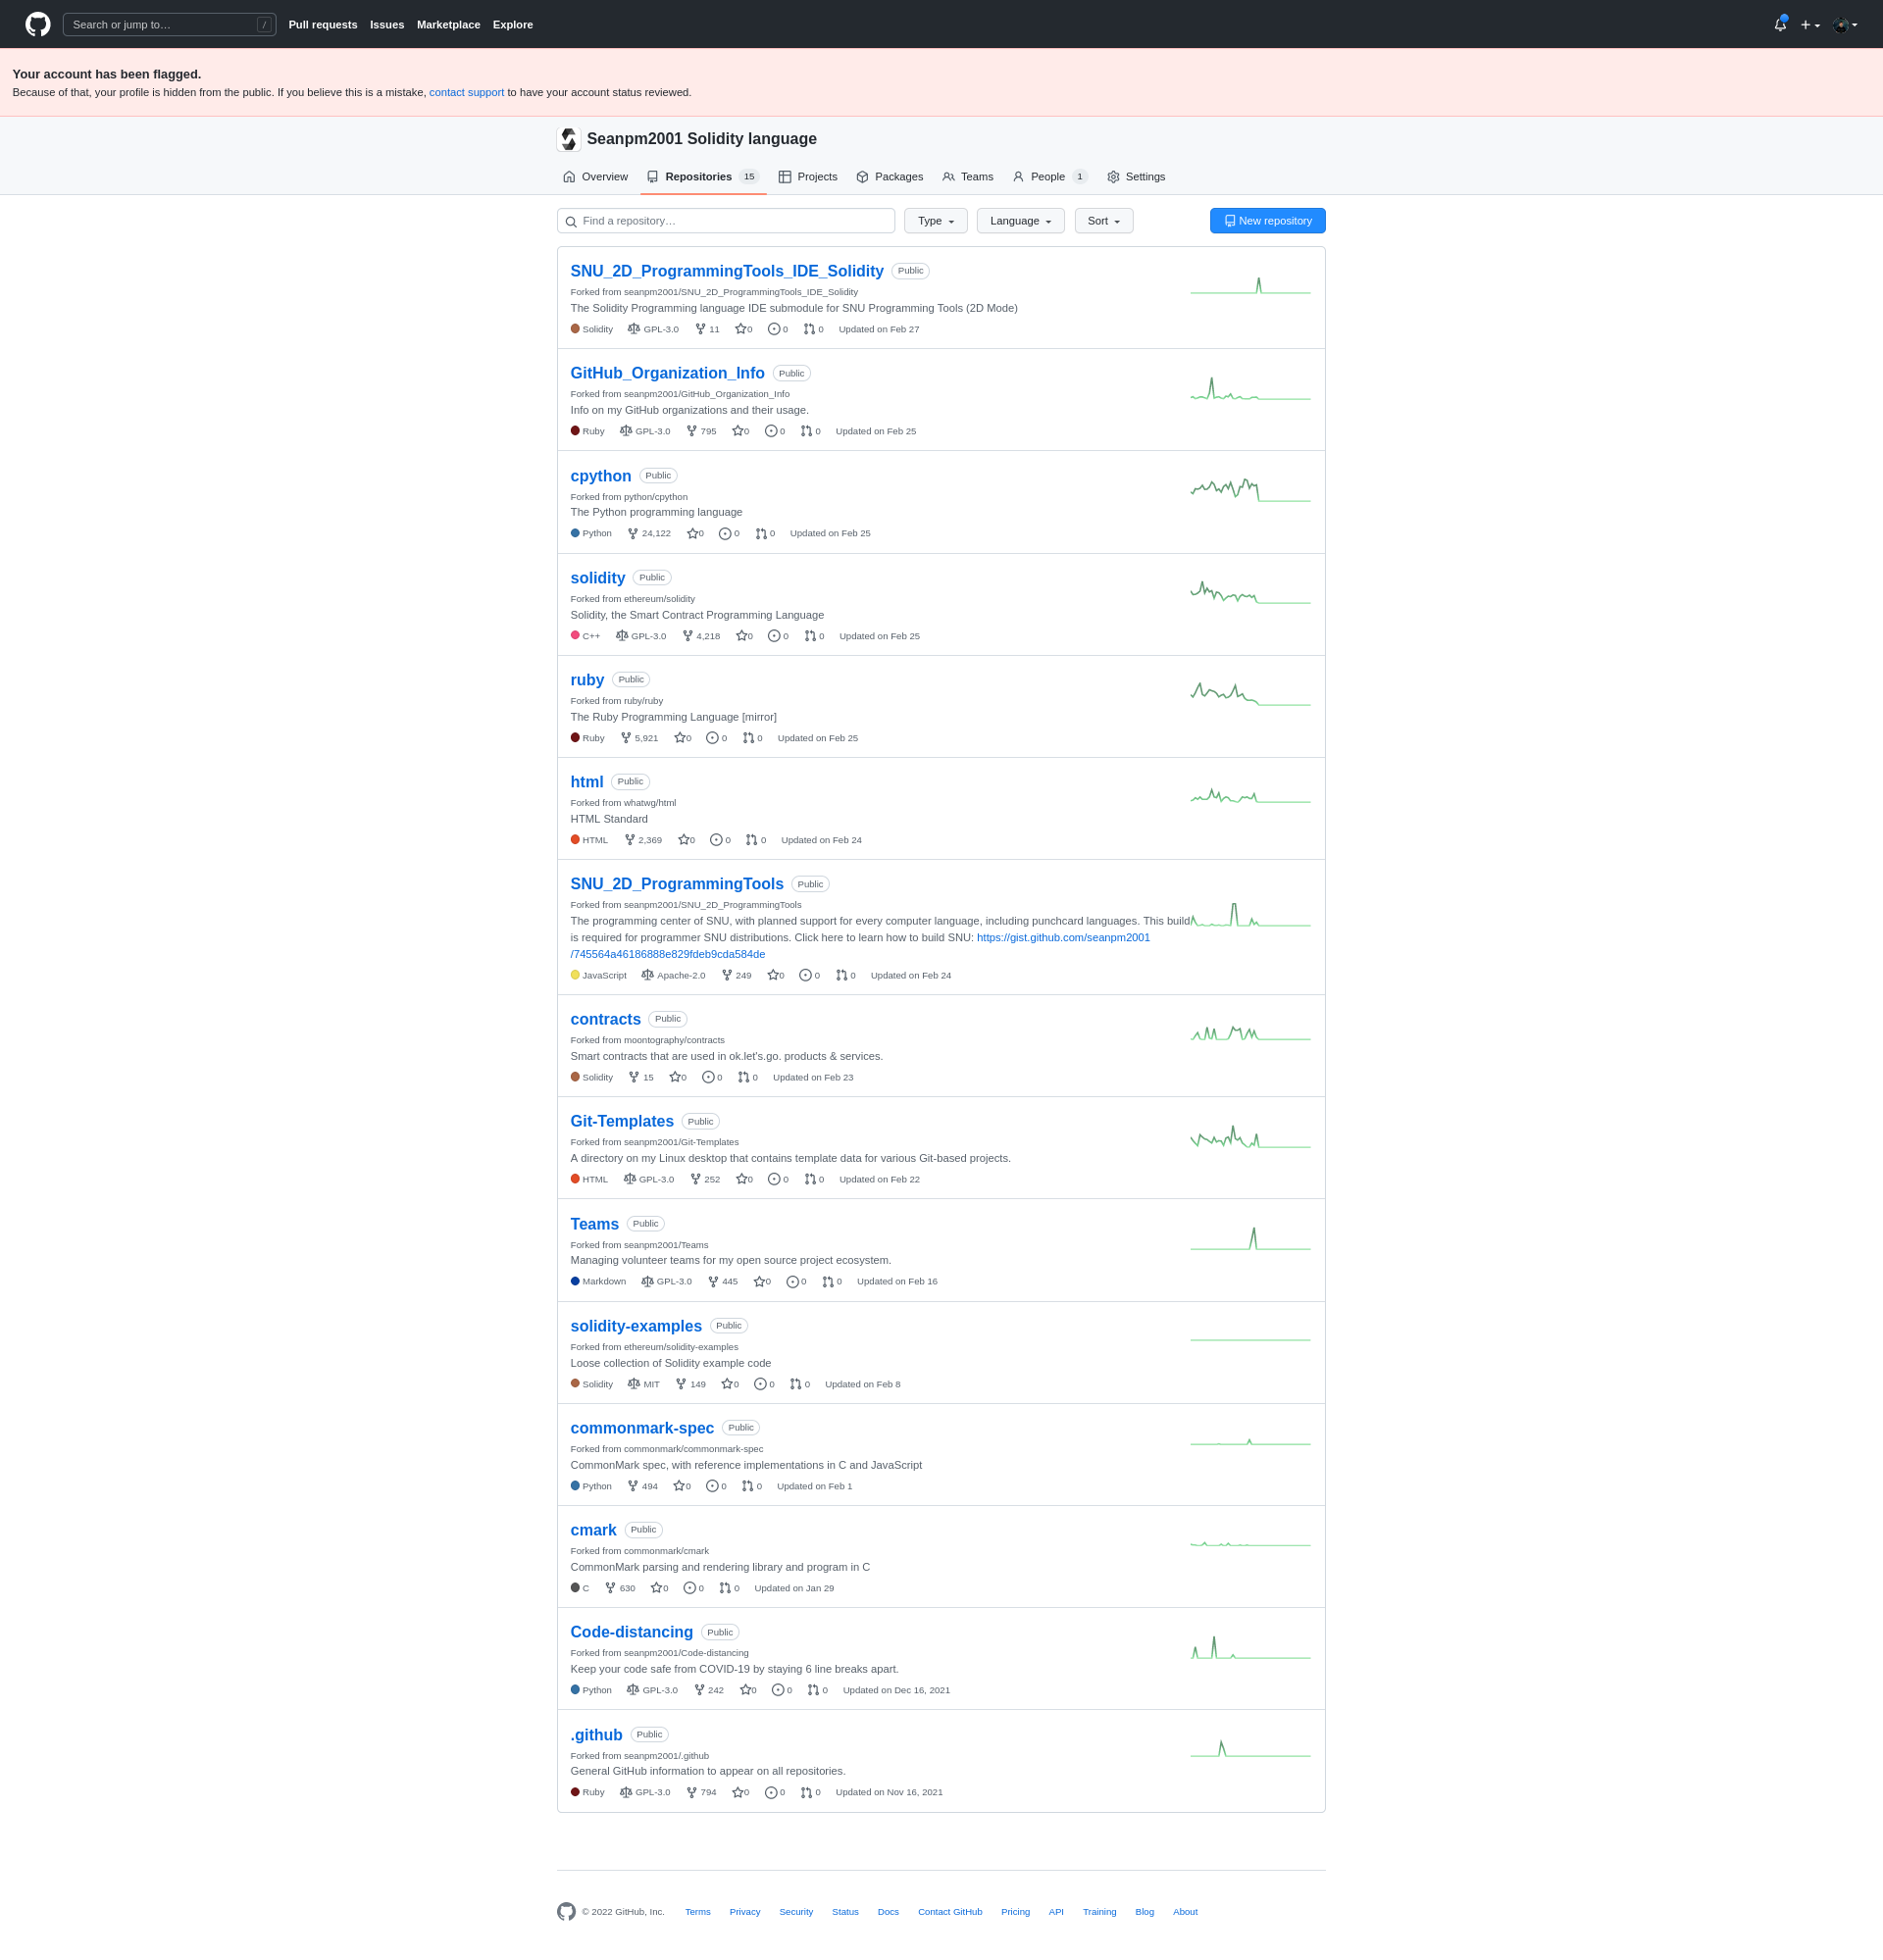 Search or jump to… /
Pull requests Issues Marketplace Explore
Your account has been flagged.
Because of that, your profile is hidden from the public. If you believe this is a mistake, contact support to have your account status reviewed.
Seanpm2001 Solidity language
Overview Repositories 15 Projects Packages Teams People 1 Settings
Find a repository… Type Language Sort New repository
SNU_2D_ProgrammingTools_IDE_Solidity Public
Forked from seanpm2001/SNU_2D_ProgrammingTools_IDE_Solidity
The Solidity Programming language IDE submodule for SNU Programming Tools (2D Mode)
Solidity GPL-3.0 11 0 0 0 Updated on Feb 27
GitHub_Organization_Info Public
Forked from seanpm2001/GitHub_Organization_Info
Info on my GitHub organizations and their usage.
Ruby GPL-3.0 795 0 0 0 Updated on Feb 25
cpython Public
Forked from python/cpython
The Python programming language
Python 24,122 0 0 0 Updated on Feb 25
solidity Public
Forked from ethereum/solidity
Solidity, the Smart Contract Programming Language
C++ GPL-3.0 4,218 0 0 0 Updated on Feb 25
ruby Public
Forked from ruby/ruby
The Ruby Programming Language [mirror]
Ruby 5,921 0 0 0 Updated on Feb 25
html Public
Forked from whatwg/html
HTML Standard
HTML 2,369 0 0 0 Updated on Feb 24
SNU_2D_ProgrammingTools Public
Forked from seanpm2001/SNU_2D_ProgrammingTools
The programming center of SNU, with planned support for every computer language, including punchcard languages. This build
is required for programmer SNU distributions. Click here to learn how to build SNU: https://gist.github.com/seanpm2001
/745564a46186888e829fdeb9cda584de
JavaScript Apache-2.0 249 0 0 0 Updated on Feb 24
contracts Public
Forked from moontography/contracts
Smart contracts that are used in ok.let's.go. products & services.
Solidity 15 0 0 0 Updated on Feb 23
Git-Templates Public
Forked from seanpm2001/Git-Templates
A directory on my Linux desktop that contains template data for various Git-based projects.
HTML GPL-3.0 252 0 0 0 Updated on Feb 22
Teams Public
Forked from seanpm2001/Teams
Managing volunteer teams for my open source project ecosystem.
Markdown GPL-3.0 445 0 0 0 Updated on Feb 16
solidity-examples Public
Forked from ethereum/solidity-examples
Loose collection of Solidity example code
Solidity MIT 149 0 0 0 Updated on Feb 8
commonmark-spec Public
Forked from commonmark/commonmark-spec
CommonMark spec, with reference implementations in C and JavaScript
Python 494 0 0 0 Updated on Feb 1
cmark Public
Forked from commonmark/cmark
CommonMark parsing and rendering library and program in C
C 630 0 0 0 Updated on Jan 29
Code-distancing Public
Forked from seanpm2001/Code-distancing
Keep your code safe from COVID-19 by staying 6 line breaks apart.
Python GPL-3.0 242 0 0 0 Updated on Dec 16, 2021
.github Public
Forked from seanpm2001/.github
General GitHub information to appear on all repositories.
Ruby GPL-3.0 794 0 0 0 Updated on Nov 16, 2021
© 2022 GitHub, Inc. Terms Privacy Security Status Docs Contact GitHub Pricing API Training Blog About